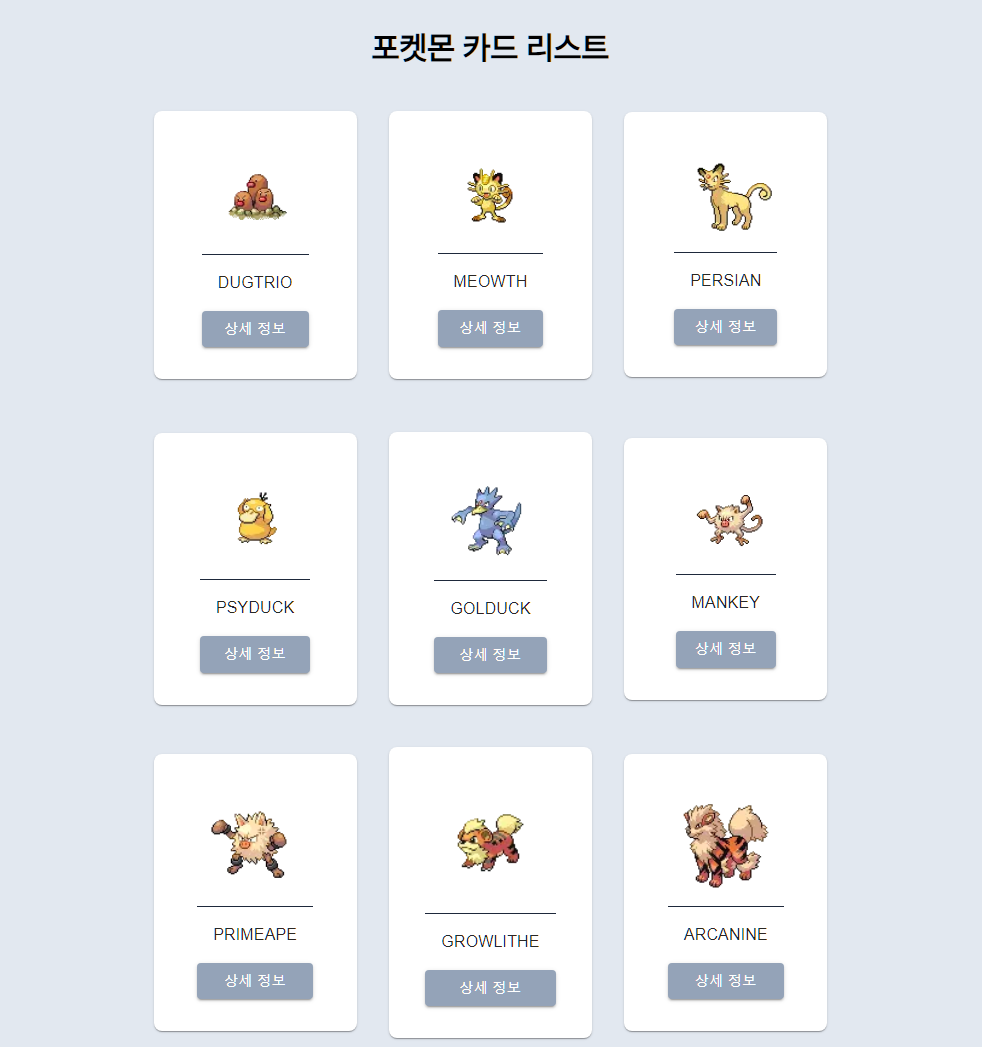 포켓몬 카드 리스트
DUGTRIO
상세 정보
MEOWTH
상세 정보
PERSIAN
상세 정보
PSYDUCK
상세 정보
GOLDUCK
상세 정보
MANKEY
상세 정보
PRIMEAPE
상세 정보
GROWLITHE
상세 정보
ARCANINE
상세 정보